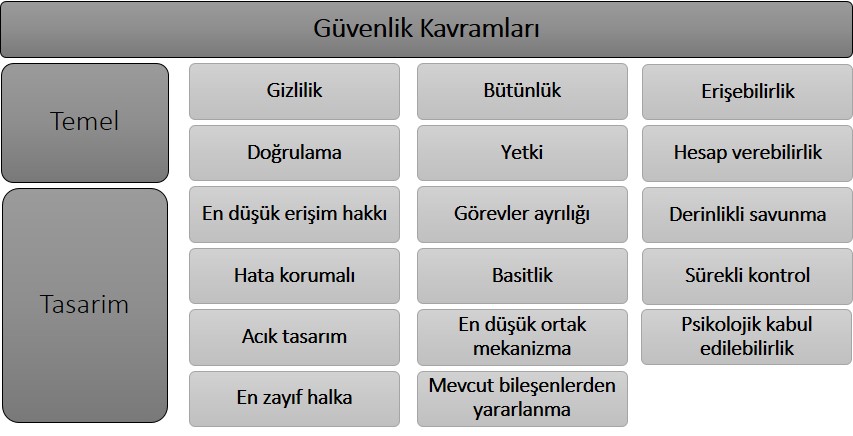 Güvenlik Kavramları
Temel
Gizlilik
Bütünlük
Erişebilirlik
Doğrulama
Yetki
Hesap verebilirlik
Tasarim
En düşük erişim hakkı
Görevler ayrılığı
Derinlikli savunma
Hata korumalı
Basitlik
Sürekli kontrol
Acık tasarım
En düşük ortak
mekanizma
Psikolojik kabul
edilebilirlik
En zayıf halka
Mevcut bileşenlerden
yararlanma